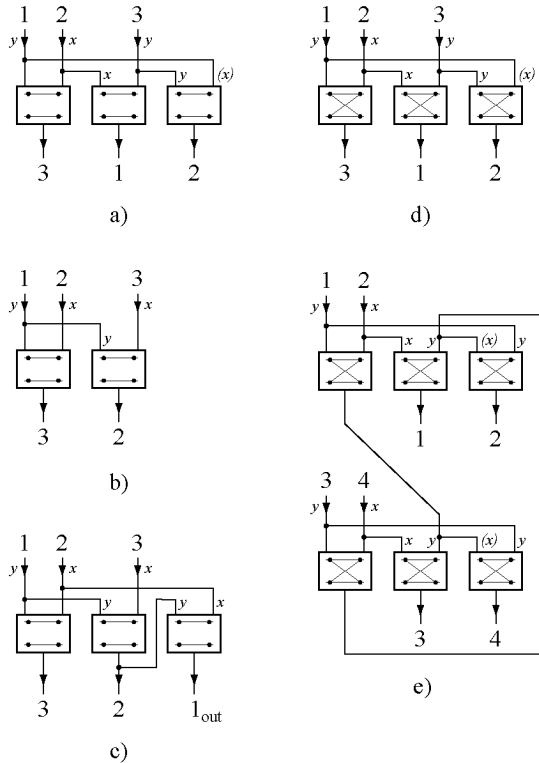 1 2 3
y x y
x y (x)
3 1 2
a)
1 2 3
y x y
x y (x)
3 1 2
d)
1 2 3
y x x
y
3 2
b)
1 2
y x
x y (x) y
1 2
3 4
y x
x y (x) y
3 4
e)
1 2 3
y x x
y y x
3 2 1out
c)